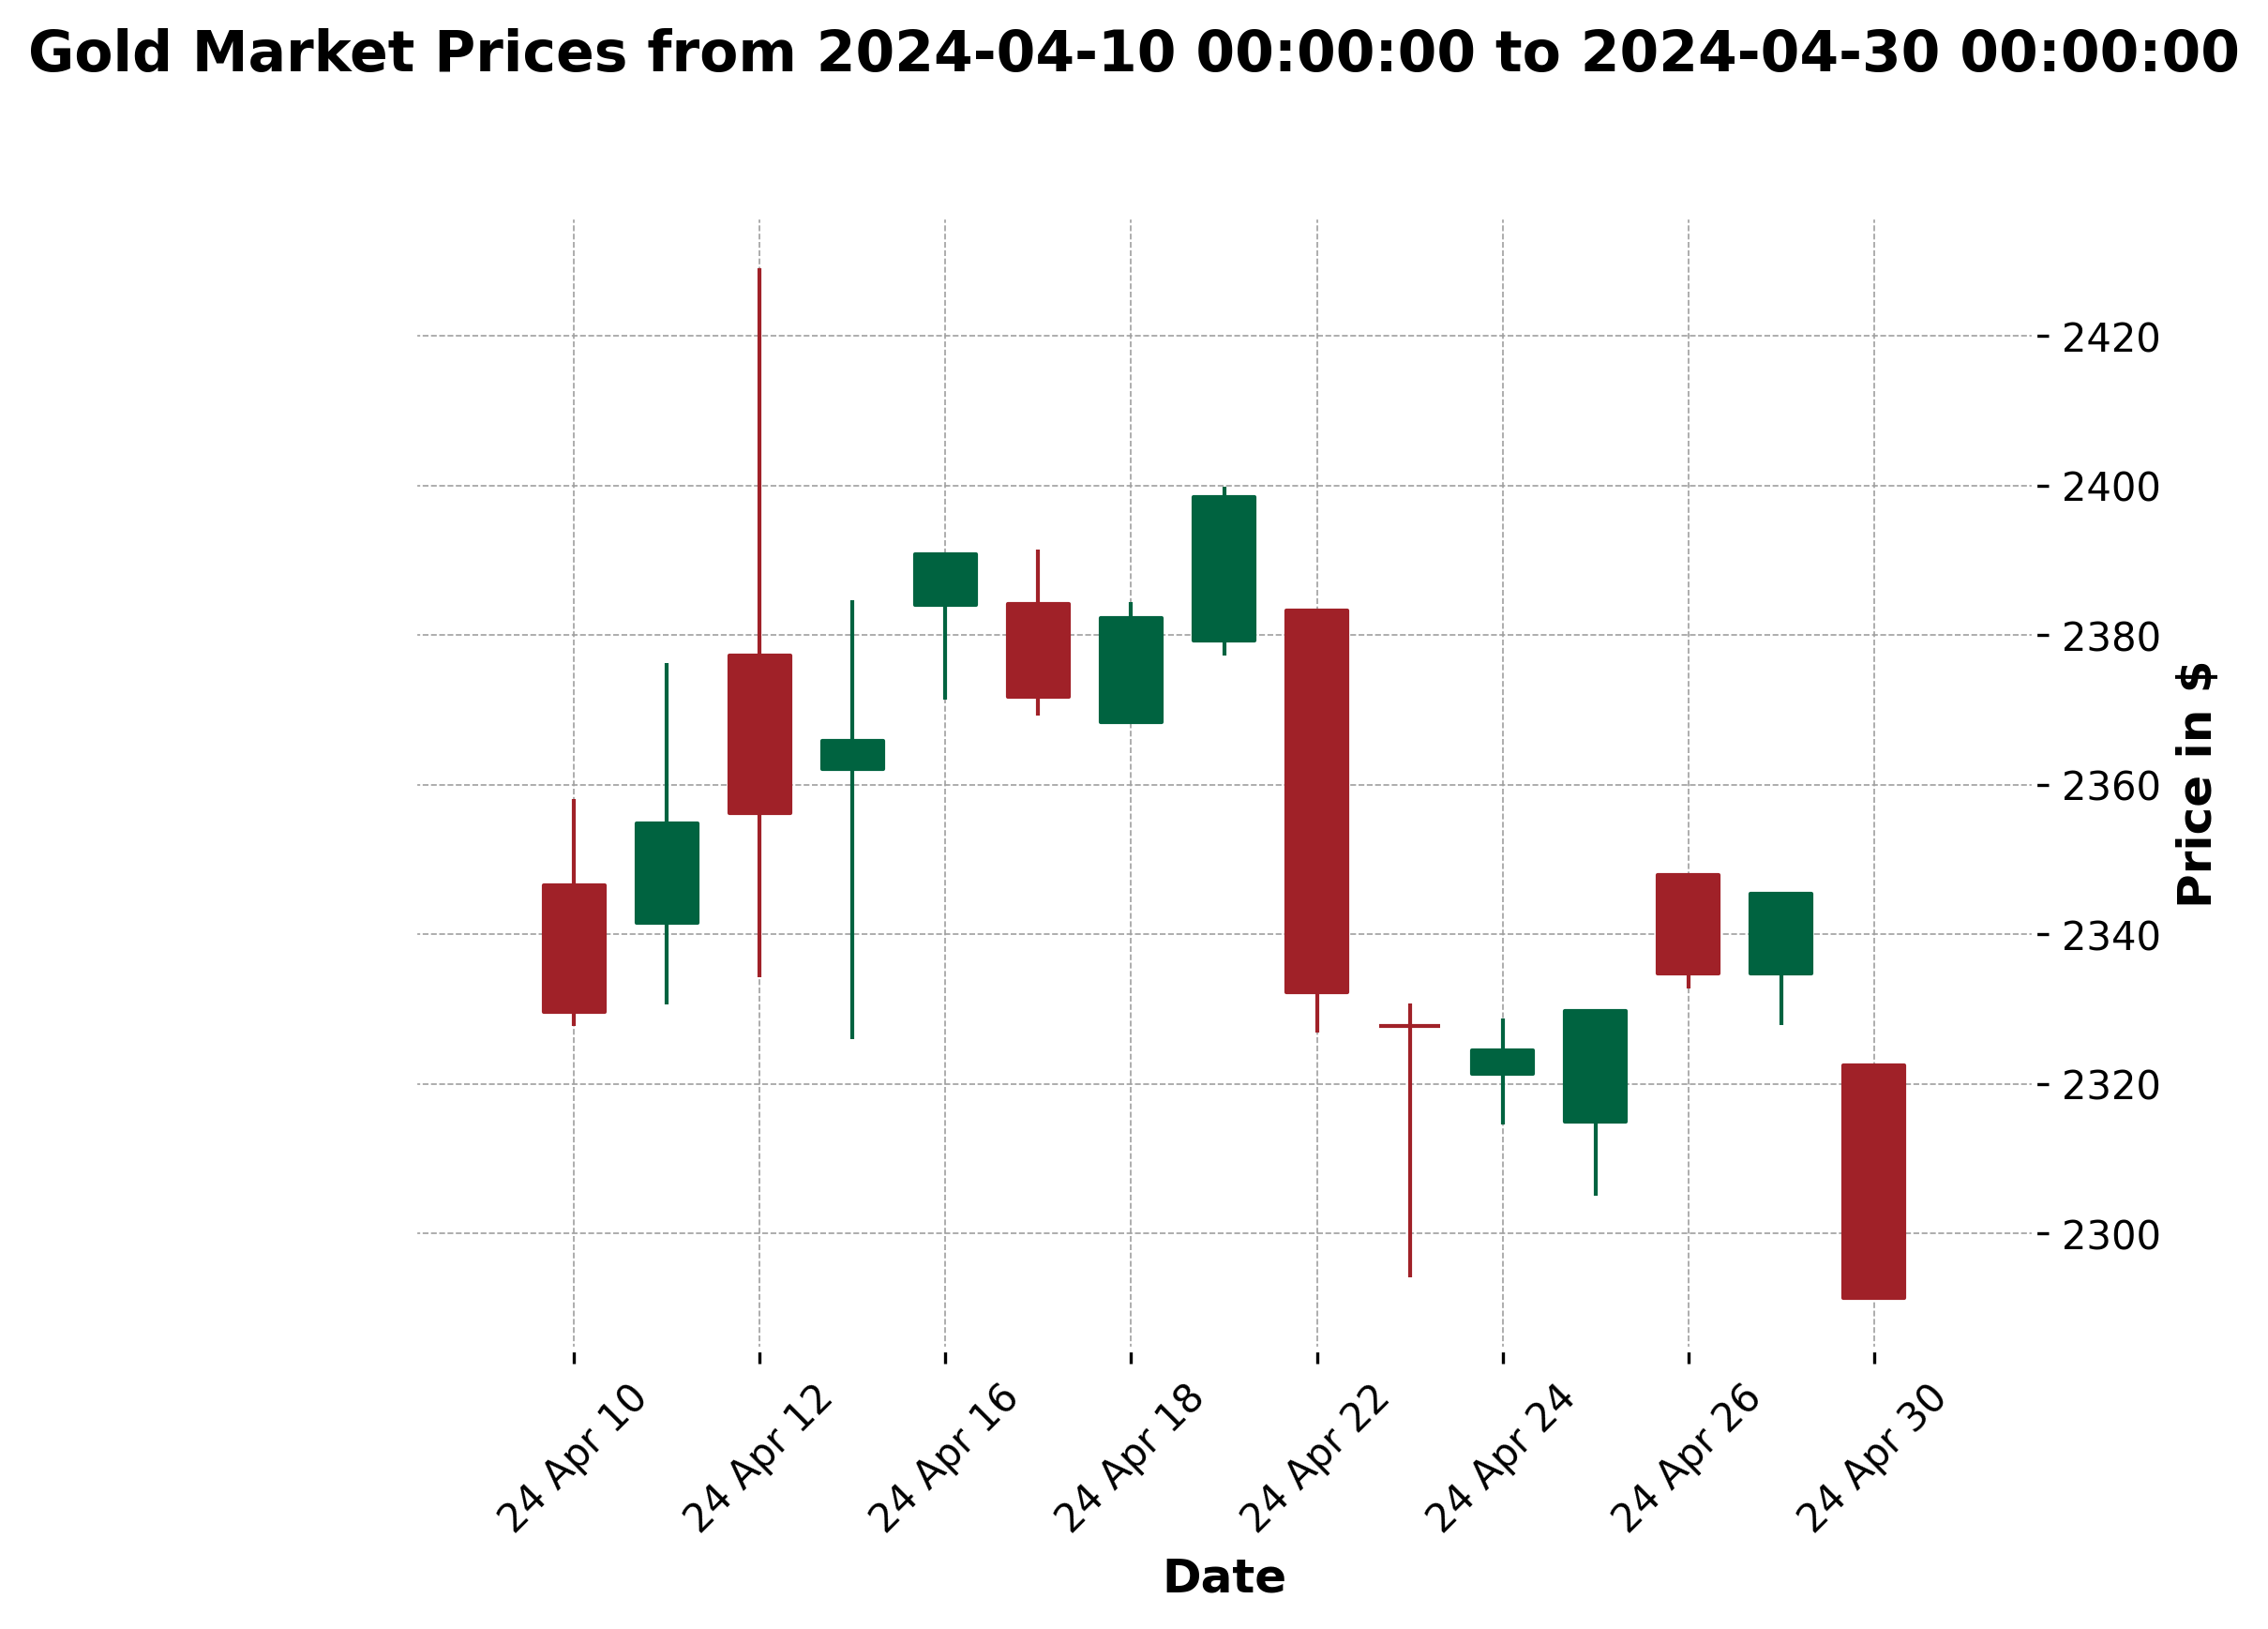 Gold Market Prices from 2024-04-10 00:00:00 to 2024-04-30 00:00:00
2420
2400
2380
2360
2340
2320
2300
Price in $
24 Apr 10
24 Apr 12
24 Apr 16
24 Apr 18
24 Apr 22
24 Apr 24
24 Apr 26
24 Apr 30
Date